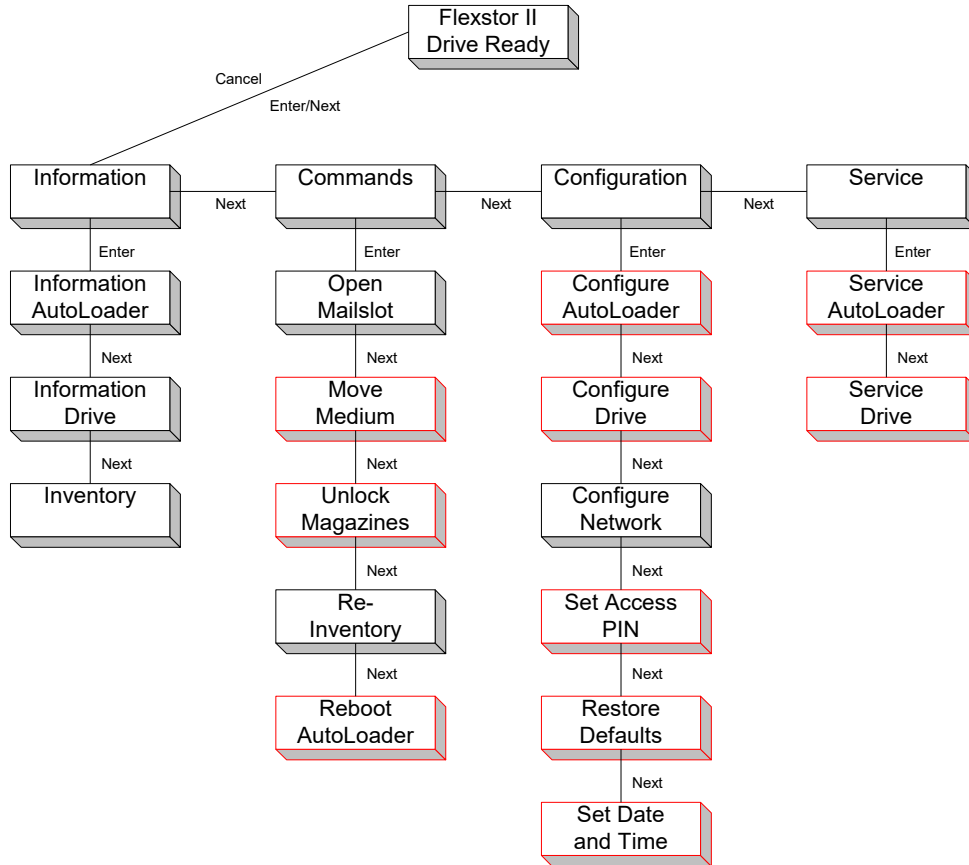 Flexstor II
Drive Ready
Cancel
Enter/Next
Information
Next
Commands
Next
Configuration
Next
Service
Enter
Enter
Enter
Enter
Information
AutoLoader
Open
Mailslot
Configure
AutoLoader
Service
AutoLoader
Next
Next
Next
Next
Information
Drive
Move
Medium
Configure
Drive
Service
Drive
Next
Next
Next
Inventory
Unlock
Magazines
Configure
Network
Next
Next
Re-
Inventory
Set Access
PIN
Next
Next
Reboot
AutoLoader
Restore
Defaults
Next
Set Date
and Time